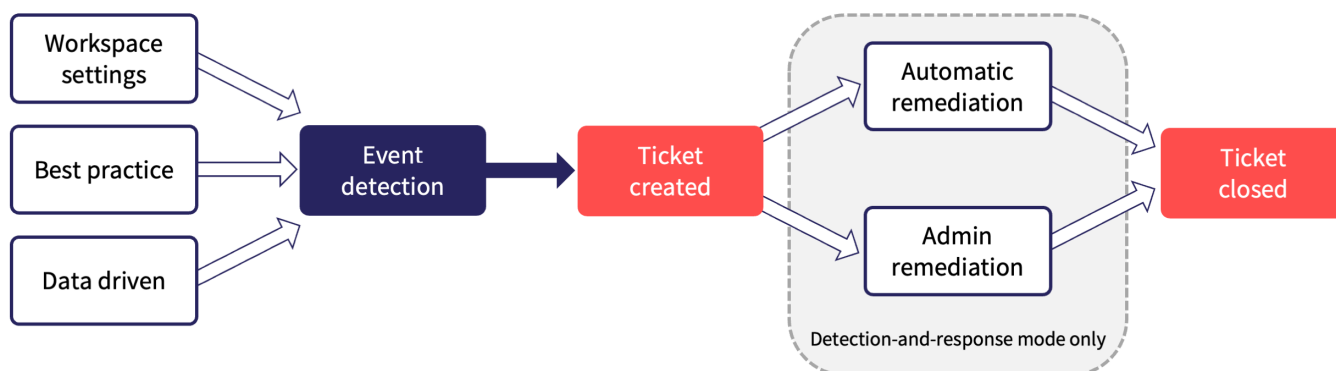 Workspace
settings
Best practice
Data driven
Event
detection
Ticket
created
Automatic
remediation
Admin
remediation
Detection-and-response mode only
Ticket
closed